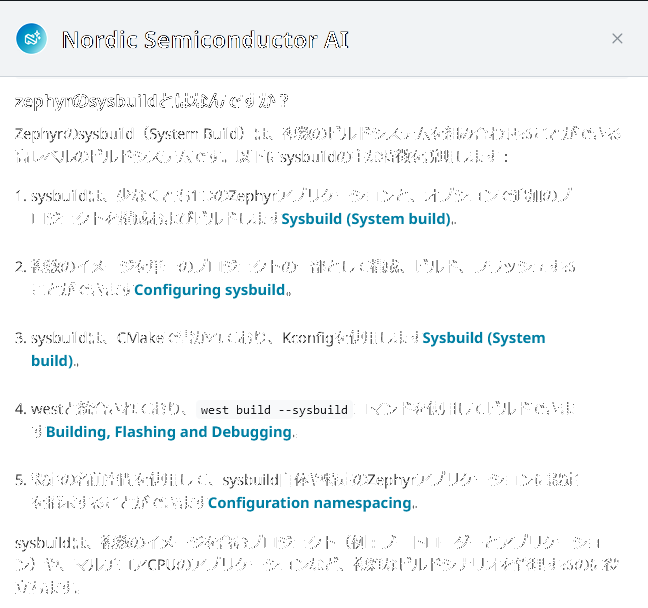 Nordic Semiconductor AI
zephyrのsysbuildとはなんですか？
Zephyrのsysbuild（System Build）は、複数のビルドシステムを組み合わせることができる
高レベルのビルドシステムです。以下にsysbuildの主な特徴を説明します：
1. sysbuildは、少なくとも1つのZephyrアプリケーションと、オプションで追加のプ
ロジェクトを構成およびビルドします Sysbuild (System build)。
2. 複数のイメージを単一のプロジェクトの一部として構成、ビルド、フラッシュする
ことができます Configuring sysbuild。
3. sysbuildは、CMakeで書かれており、Kconfigを使用します Sysbuild (System
build)。
4. westと統合されており、 west build --sysbuild コマンドを使用してビルドできま
す Building, Flashing and Debugging。
5. 異なる名前空間を使用して、sysbuild自体や特定のZephyrアプリケーションに設定
を指示することができます Configuration namespacing。
sysbuildは、複数のイメージを含むプロジェクト（例：ブートローダーとアプリケーショ
ン）や、マルチコアCPUのアプリケーションなど、複雑なビルドシナリオを管理するのに役
立ちます。